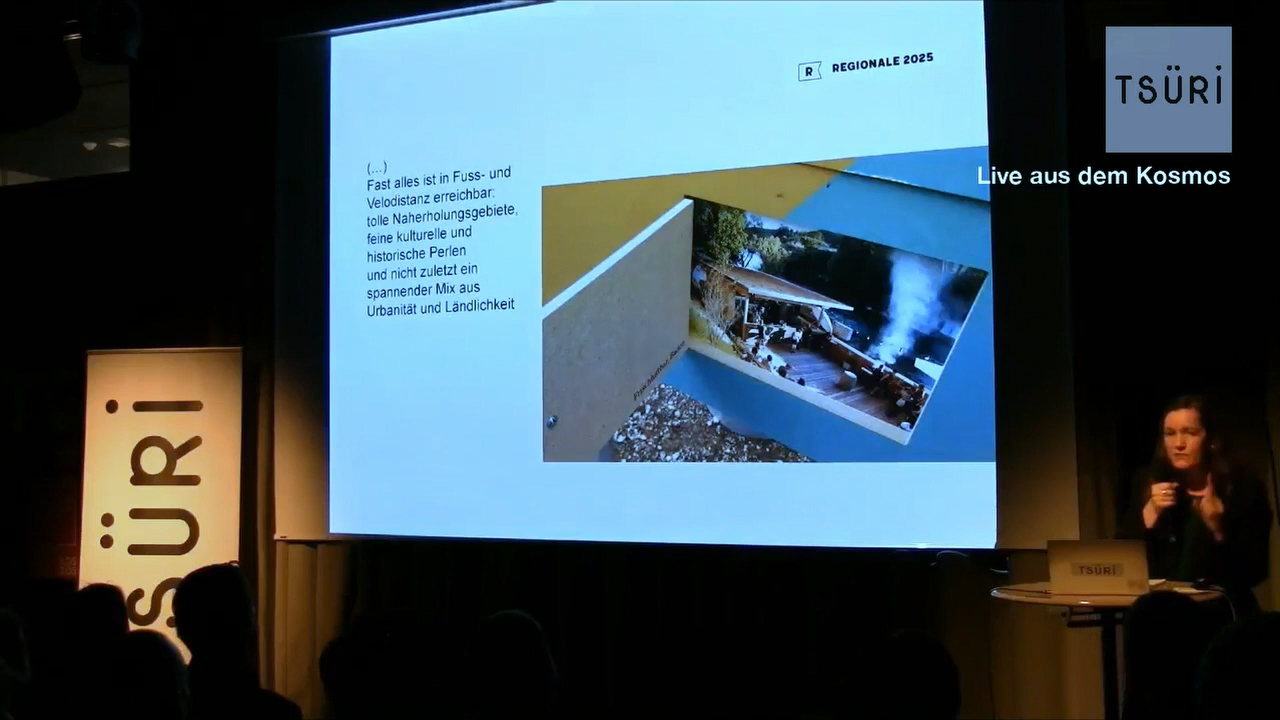 R REGIONALE 2025
TSÜRi
Live aus dem Kosmos
(...)
Fast alles ist in Fuss- und
Velodistanz erreichbar:
tolle Naherholungsgebiete,
feine kulturelle und
historische Perlen
und nicht zuletzt ein
spannender Mix aus
Urbanität und Ländlichkeit
SÜRi
TSÜRi